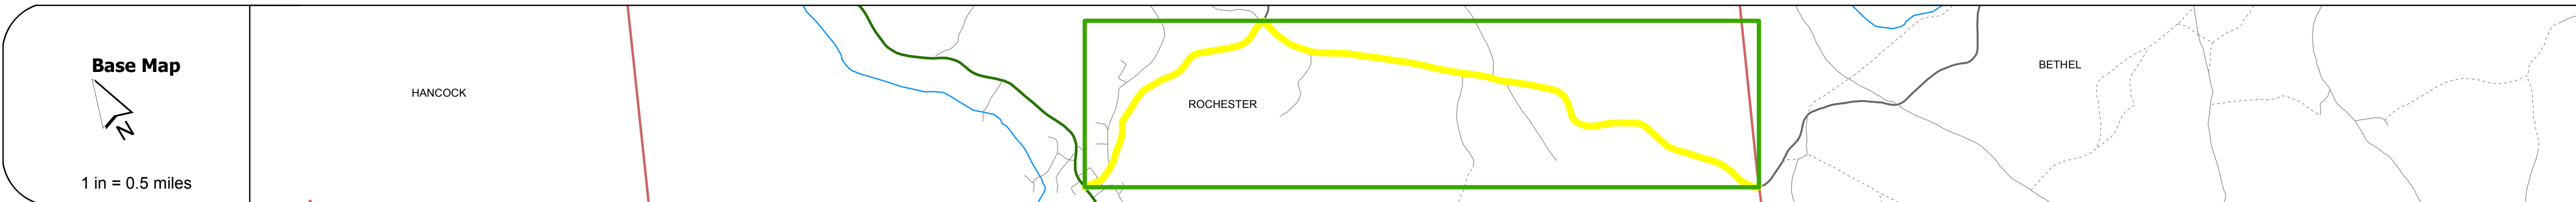 Base Map
N
1 in = 0.5 miles
HANCOCK
ROCHESTER
BETHEL